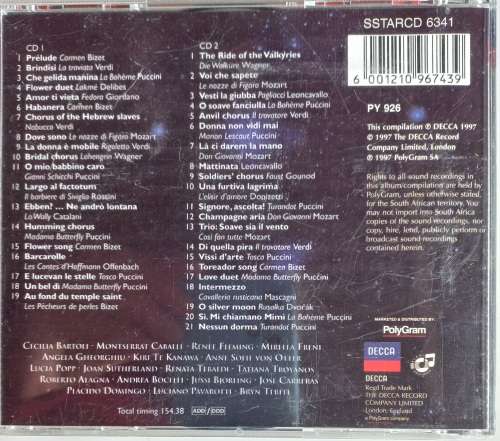 SSTARCD 6341
6 001210 967439
PY 926
This compilation ℗ DECCA 1997
© 1997 The DECCA Record
Company Limited, London
© 1997 PolyGram SA
Rights to all sound recordings in this
album/compilation are held by
PolyGram, unless otherwise stated,
for the South African territory. You
may not import into South Africa
copies of the sound recordings, nor
copy, hire, lend, publicly perform or
broadcast sound recordings
contained herein.
MARKETED & DISTRIBUTED BY
PolyGram
DECCA
DECCA
Regd Trade Mark
THE DECCA RECORD
COMPANY LIMITED
London, England
a PolyGram company
CD 1
1 Prélude Carmen Bizet
2 Brindisi La traviata Verdi
3 Che gelida manina La Bohème Puccini
4 Flower duet Lakmé Delibes
5 Amor ti vieta Fedora Giordano
6 Habanera Carmen Bizet
7 Chorus of the Hebrew slaves
Nabucco Verdi
8 Dove sono Le nozze di Figaro Mozart
9 La donna è mobile Rigoletto Verdi
10 Bridal chorus Lohengrin Wagner
11 O mio babbino caro
Gianni Schicchi Puccini
12 Largo al factotum
Il barbiere di Siviglia Rossini
13 Ebben? ... Ne andrò lontana
La Wally Catalani
14 Humming chorus
Madama Butterfly Puccini
15 Flower song Carmen Bizet
16 Barcarolle
Les Contes d'Hoffmann Offenbach
17 E lucevan le stelle Tosca Puccini
18 Un bel di Madama Butterfly Puccini
19 Au fond du temple saint
Les Pêcheurs de perles Bizet
CD 2
1 The Ride of the Valkyries
Die Walküre Wagner
2 Voi che sapete
Le nozze di Figaro Mozart
3 Vesti la giubba Pagliacci Leoncavallo
4 O soave fanciulla La Bohème Puccini
5 Anvil chorus Il trovatore Verdi
6 Donna non vidi mai
Manon Lescaut Puccini
7 Là ci darem la mano
Don Giovanni Mozart
8 Mattinata Leoncavallo
9 Soldiers' chorus Faust Gounod
10 Una furtiva lagrima
L'elisir d'amore Donizetti
11 Signore, ascolta! Turandot Puccini
12 Champagne aria Don Giovanni Mozart
13 Trio: Soave sia il vento
Così fan tutte Mozart
14 Di quella pira Il trovatore Verdi
15 Vissi d'arte Tosca Puccini
16 Toreador song Carmen Bizet
17 Love duet Madama Butterfly Puccini
18 Intermezzo
Cavalleria rusticana Mascagni
19 O silver moon Rusalka Dvořák
20 Sì. Mi chiamano Mimì La Bohème Puccini
21 Nessun dorma Turandot Puccini
Cecilia Bartoli · Montserrat Caballé · Renée Fleming · Mirella Freni
Angela Gheorghiu · Kiri Te Kanawa · Anne Sofie von Otter
Lucia Popp · Joan Sutherland · Renata Tebaldi · Tatiana Troyanos
Roberto Alagna · Andrea Bocelli · Jussi Bjorling · José Carreras
Plácido Domingo · Luciano Pavarotti · Bryn Terfel
Total timing 154.38 ADD/DDD